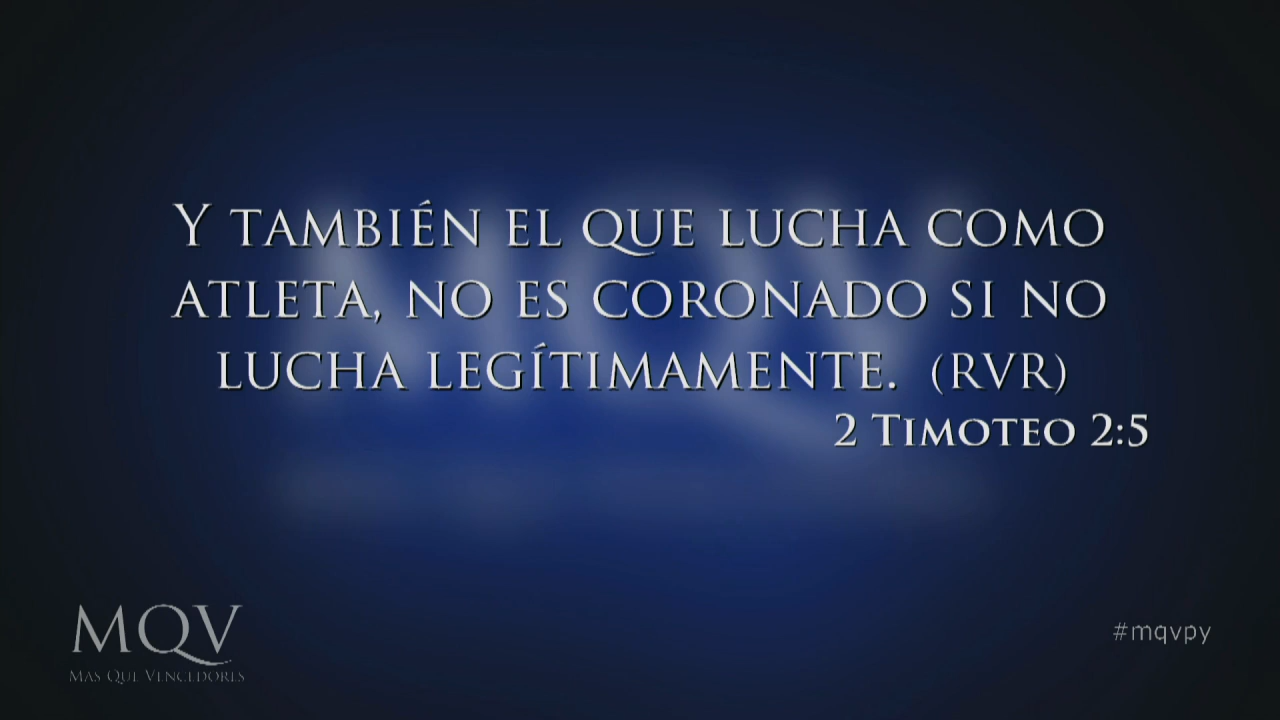 Y TAMBIÉN EL QUE LUCHA COMO
ATLETA, NO ES CORONADO SI NO
LUCHA LEGÍTIMAMENTE. (RVR)
2 TIMOTEO 2:5
MQV
MAS QUE VENCEDORES
#mqvpy